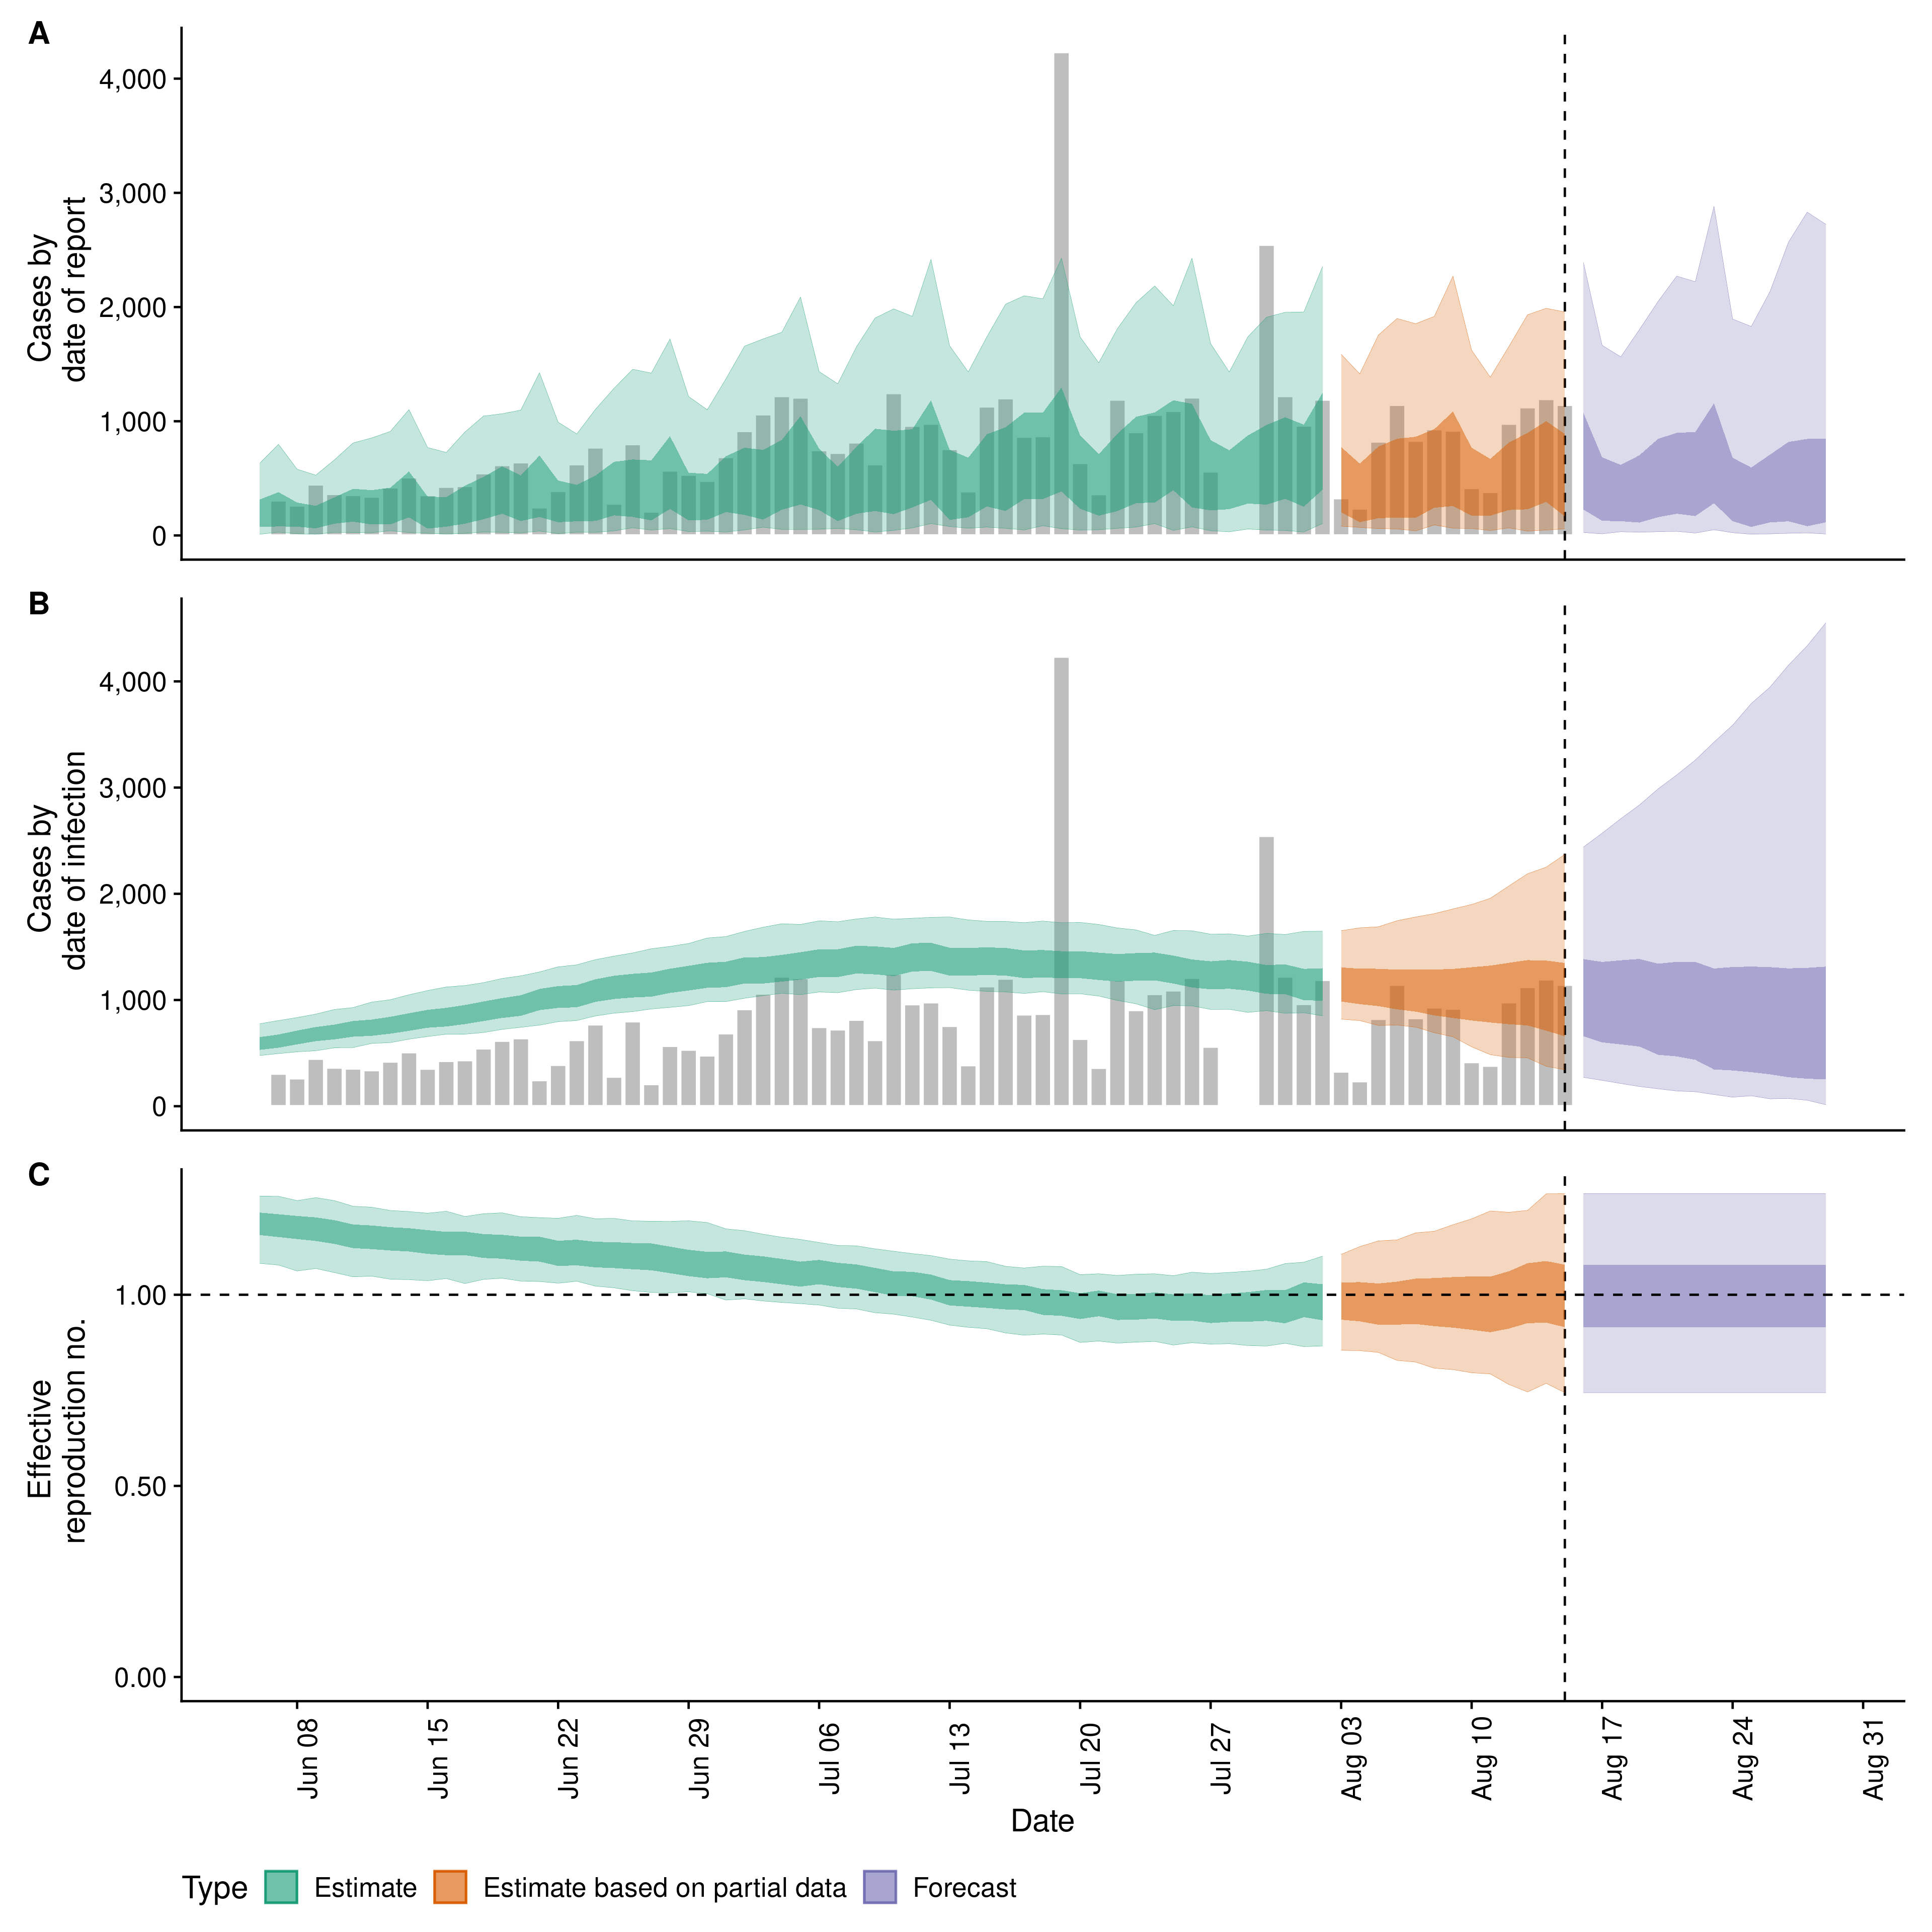 A
Cases by
date of report
4,000
3,000
2,000
1,000
0
B
Cases by
date of infection
4,000
3,000
2,000
1,000
0
C
Effective
reproduction no.
1.00
0.50
0.00
Jun 08
Jun 15
Jun 22
Jun 29
Jul 06
Jul 13
Jul 20
Jul 27
Aug 03
Aug 10
Aug 17
Aug 24
Aug 31
Date
Type
Estimate
Estimate based on partial data
Forecast